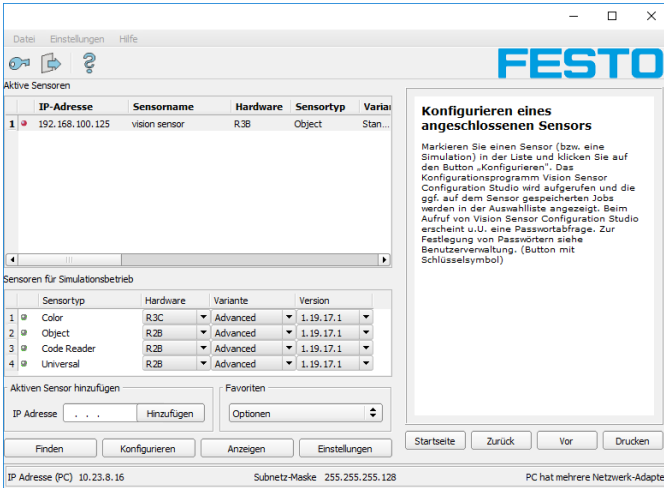 Datei Einstellungen Hilfe
FESTO
Aktive Sensoren
IP-Adresse Sensorname Hardware Sensortyp Varia
1 192.168.100.125 vision sensor R3B Object Stan...
Sensoren für Simulationsbetrieb
Sensortyp Hardware Variante Version
1 Color R3C Advanced 1.19.17.1
2 Object R2B Advanced 1.19.17.1
3 Code Reader R2B Advanced 1.19.17.1
4 Universal R2B Advanced 1.19.17.1
Aktiven Sensor hinzufügen
IP Adresse . . . Hinzufügen
Favoriten
Optionen
Finden Konfigurieren Anzeigen Einstellungen
Konfigurieren eines
angeschlossenen Sensors
Markieren Sie einen Sensor (bzw. eine
Simulation) in der Liste und klicken Sie auf
den Button „Konfigurieren". Das
Konfigurationsprogramm Vision Sensor
Configuration Studio wird aufgerufen und die
ggf. auf dem Sensor gespeicherten Jobs
werden in der Auswahlliste angezeigt. Beim
Aufruf von Vision Sensor Configuration Studio
erscheint u.U. eine Passwortabfrage. Zur
Festlegung von Passwörtern siehe
Benutzerverwaltung. (Button mit
Schlüsselsymbol)
Startseite Zurück Vor Drucken
IP Adresse (PC) 10.23.8.16 Subnetz-Maske 255.255.255.128 PC hat mehrere Netzwerk-Adapte